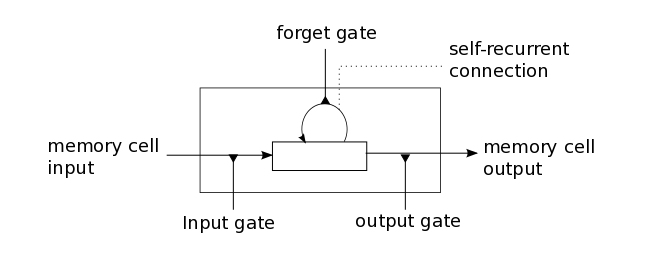 forget gate
self-recurrent
connection
memory cell
input
memory cell
output
Input gate
output gate